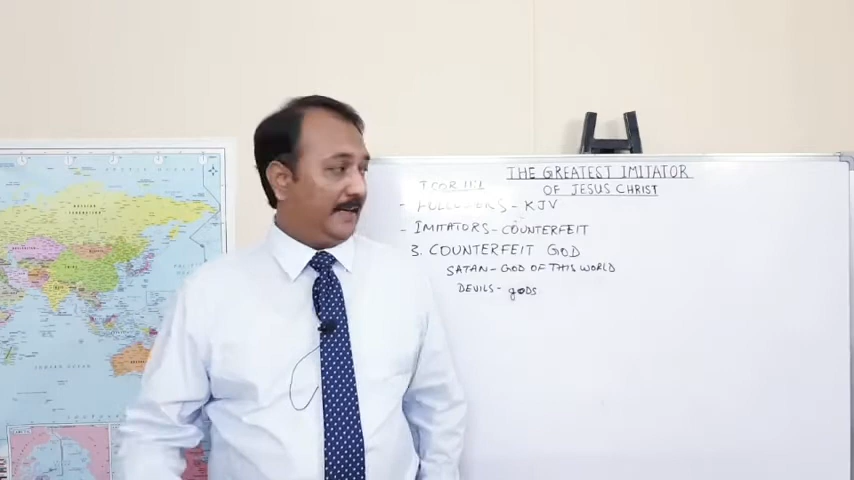 THE GREATEST IMITATOR
OF JESUS CHRIST
I COR 11:1
- FOLLOWERS - KJV
- IMITATORS - COUNTERFEIT
3. COUNTERFEIT GOD
SATAN - GOD OF THIS WORLD
DEVILS - gODS